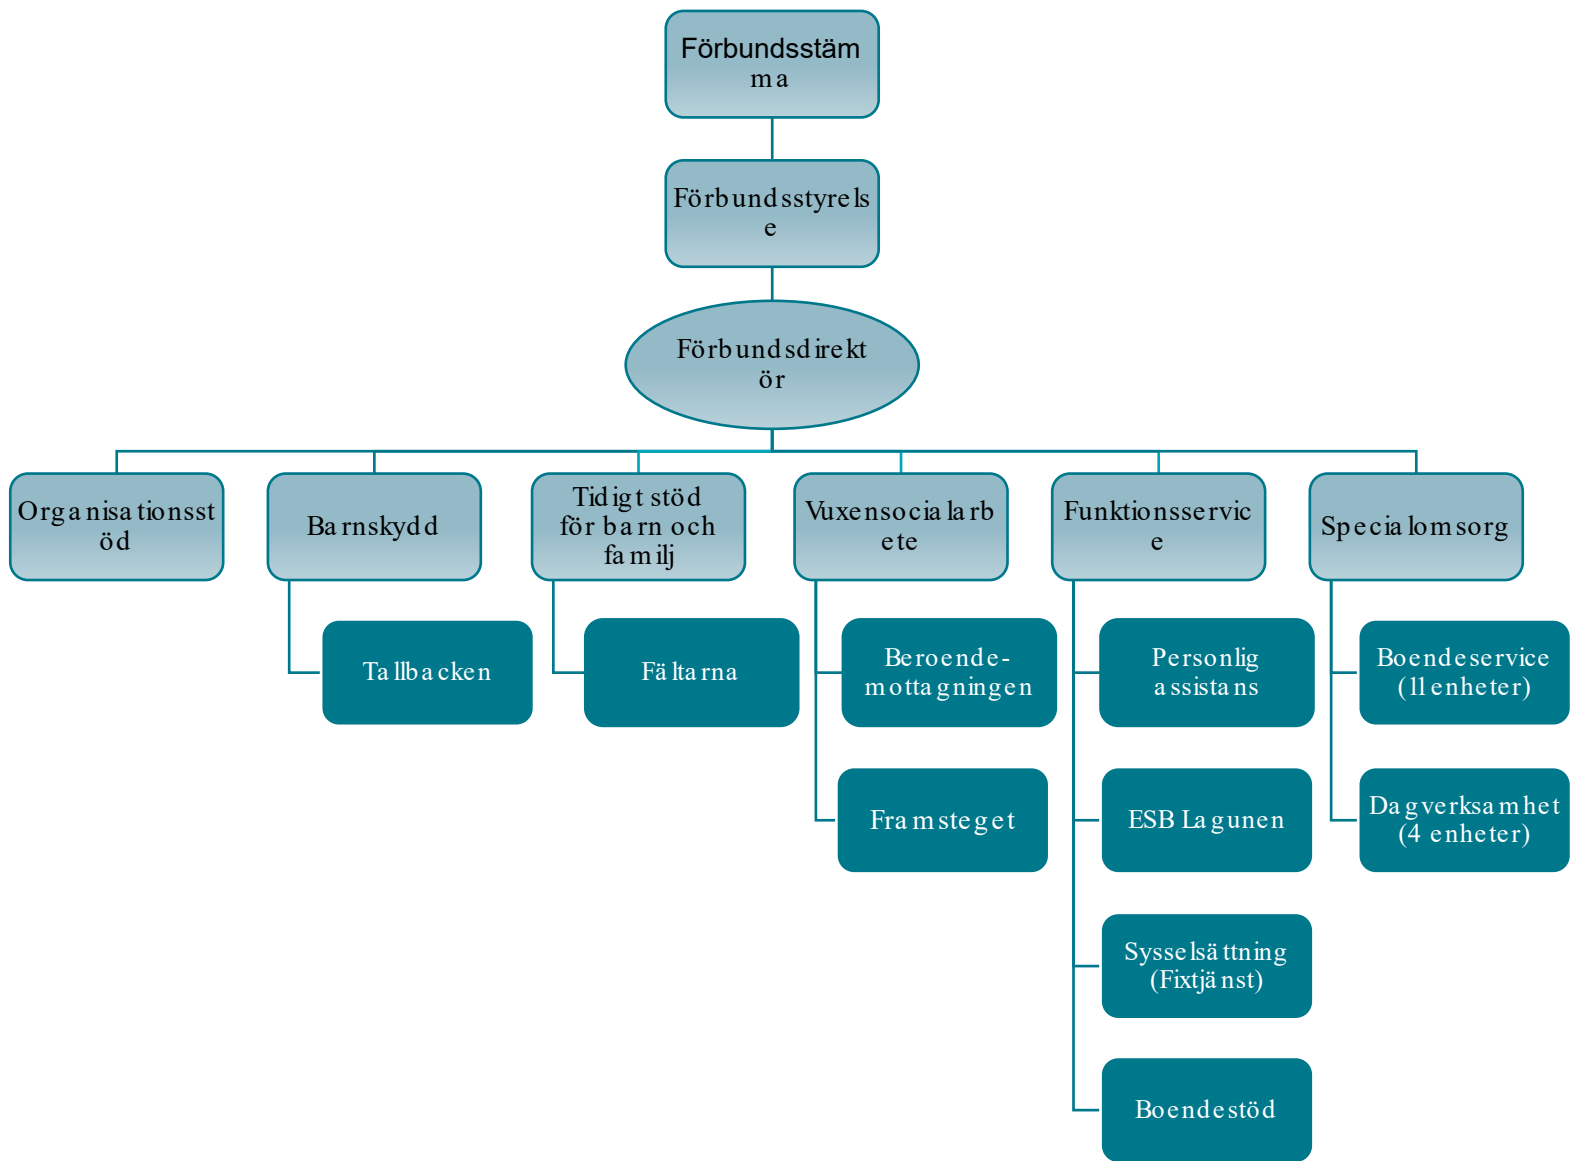 Förbundsstäm
ma
Förbundsstyrels
e
Förbundsdirekt
ör
Organisationsst
öd
Barnskydd
Tidigt stöd
för barn och
familj
Vuxensocialarb
ete
Funktionsservic
e
Specialomsorg
Tallbacken
Fältarna
Beroende-
mottagningen
Framsteget
Personlig
assistans
ESB Lagunen
Sysselsättning
(Fixtjänst)
Boendestöd
Boendeservice
(11 enheter)
Dagverksamhet
(4 enheter)